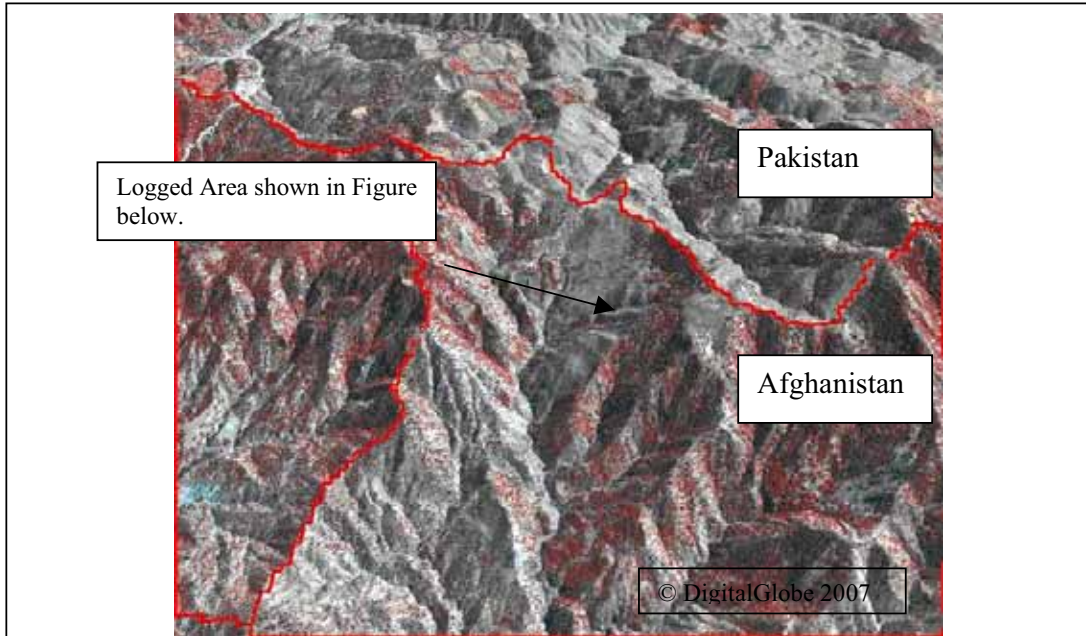 Pakistan
Logged Area shown in Figure
below.
Afghanistan
© DigitalGlobe 2007